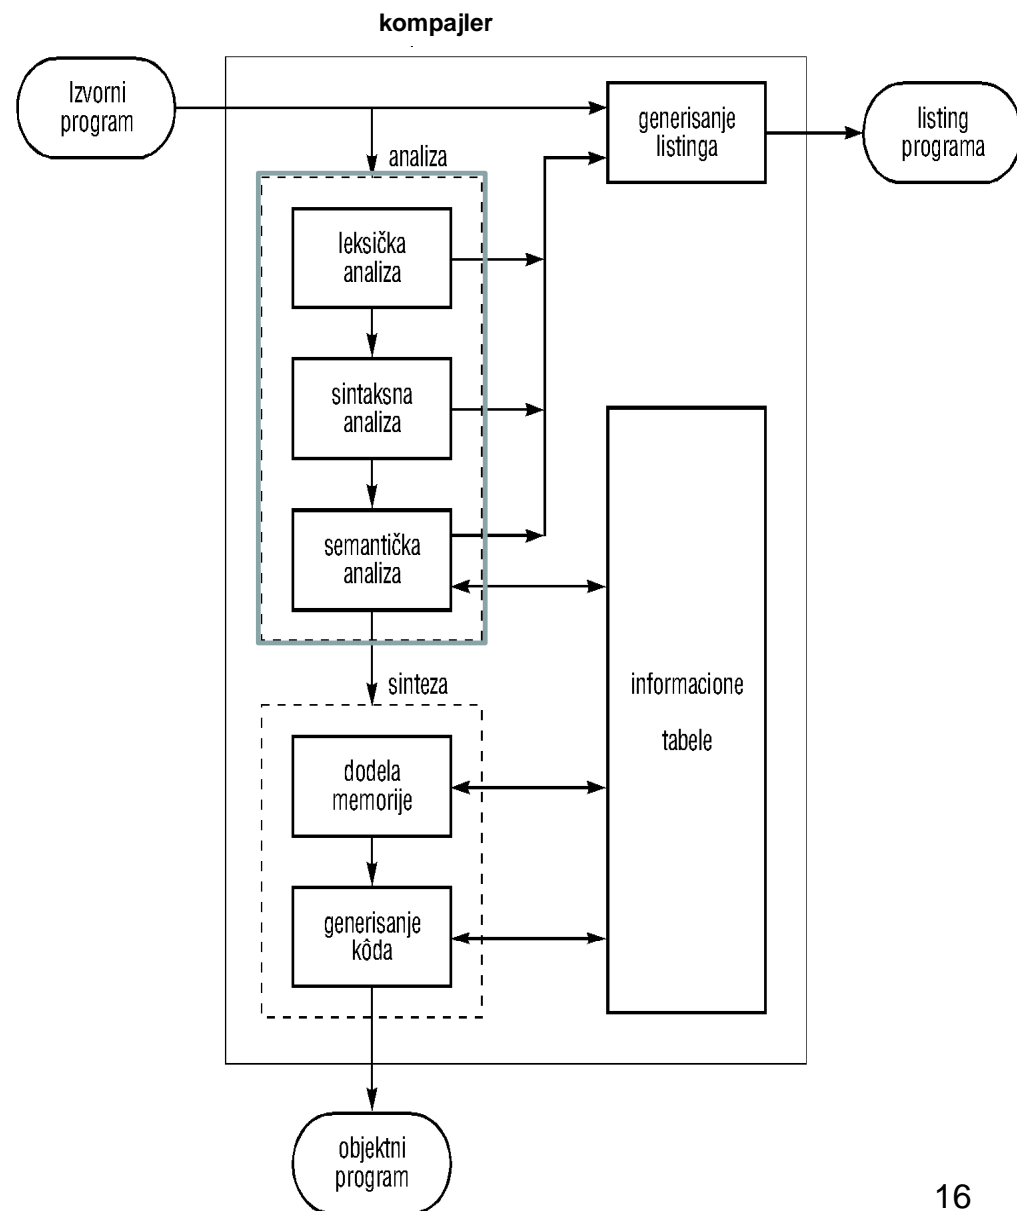 kompajler
Izvorni
program
generisanje
listinga
listing
programa
analiza
leksička
analiza
sintaksna
analiza
semantička
analiza
sinteza
informacione
tabele
dodela
memorije
generisanje
kôda
objektni
program
16